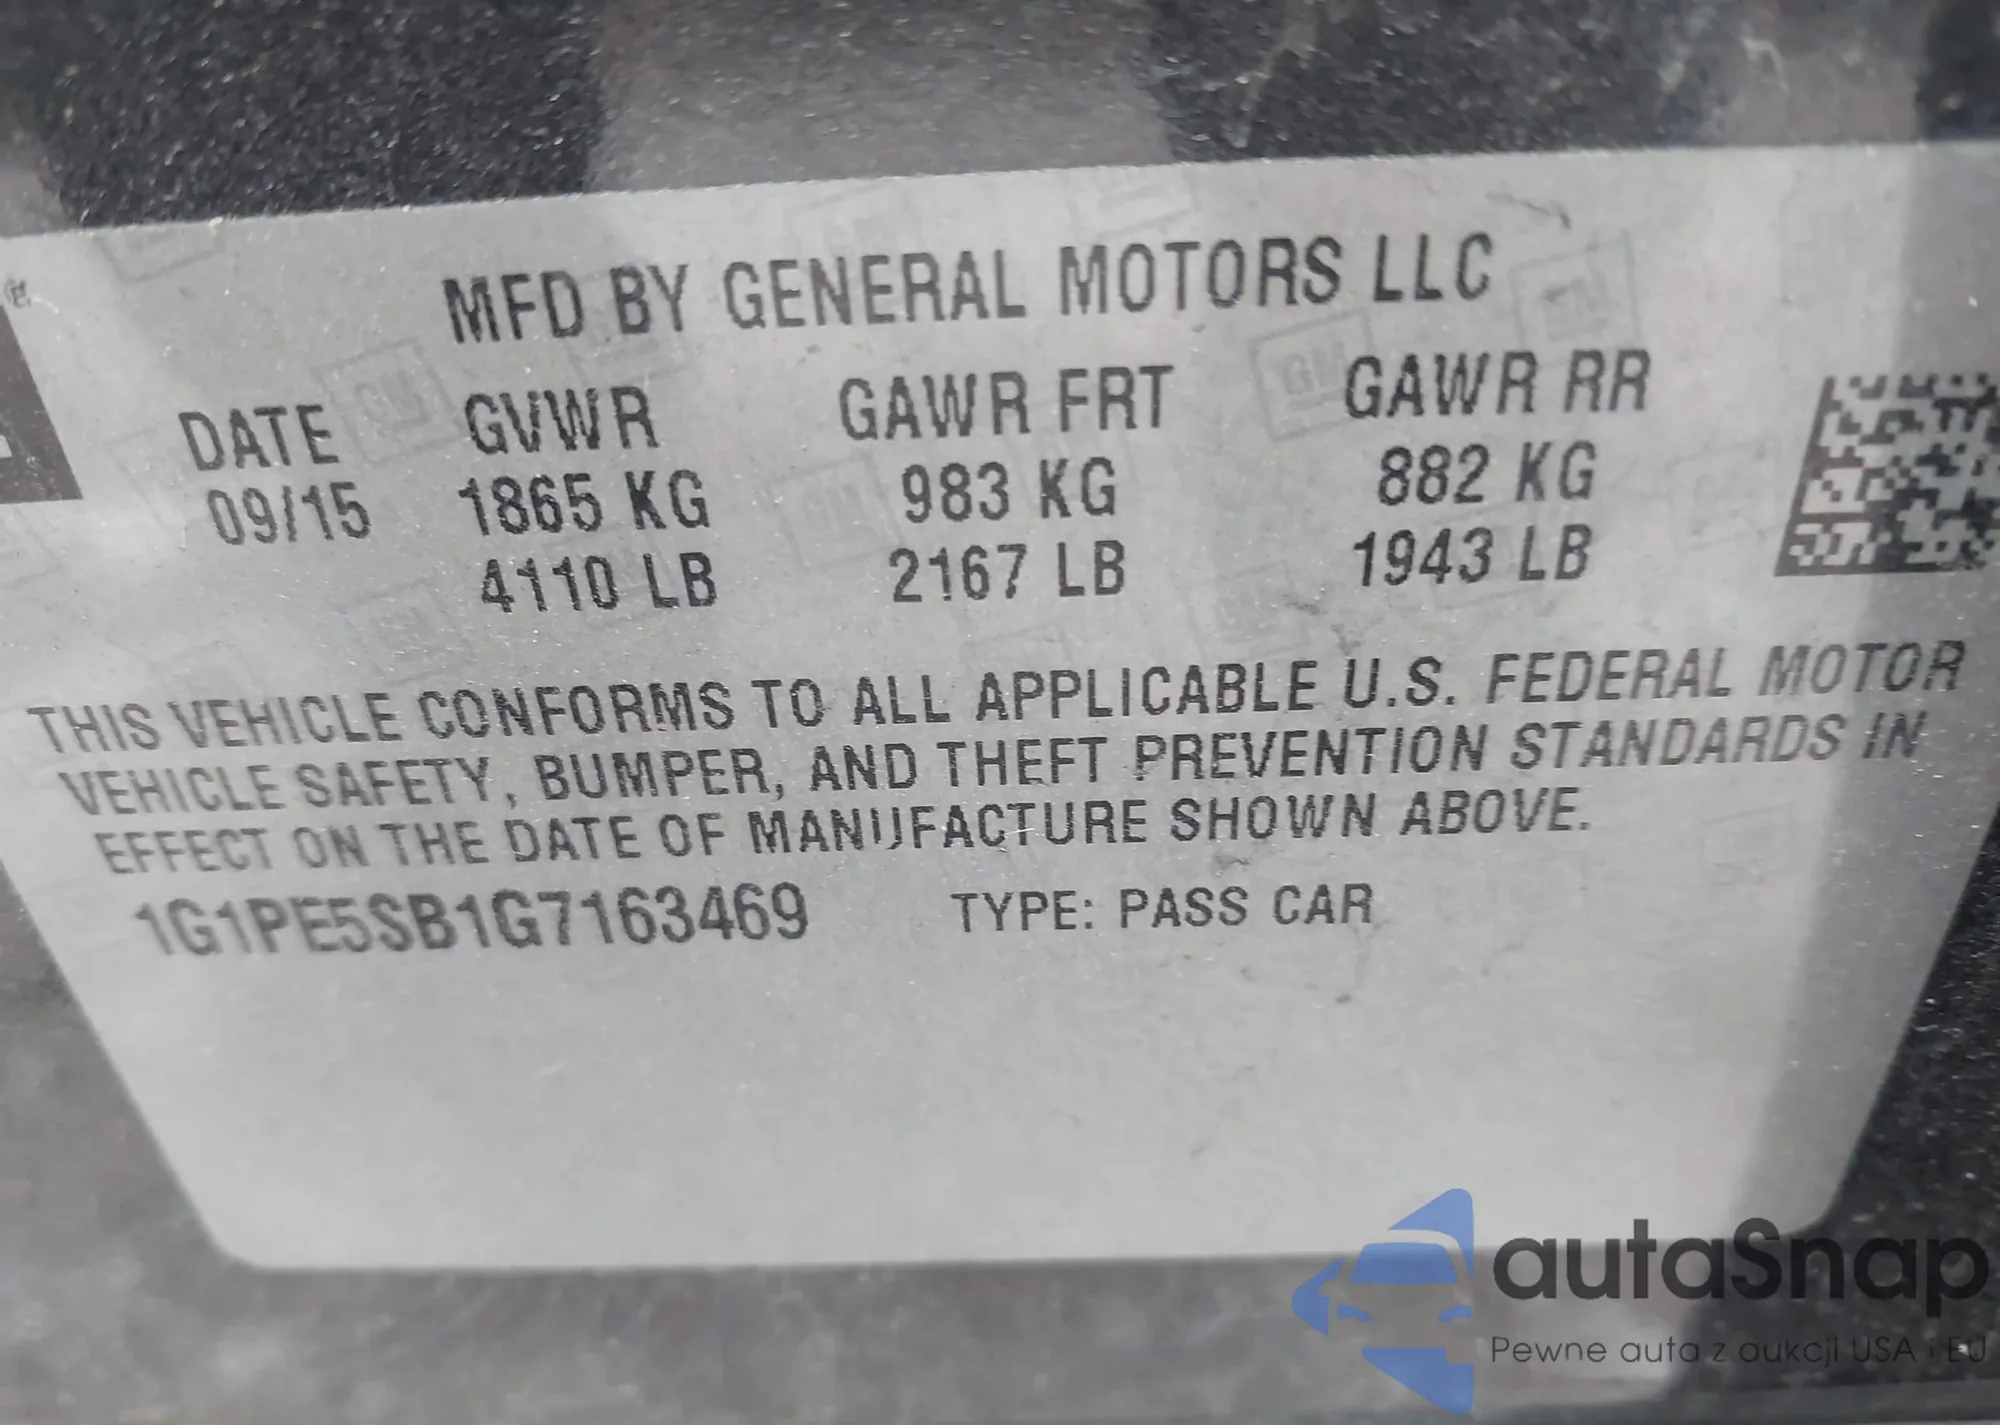 MFD BY GENERAL MOTORS LLC
DATE GVWR GAWR FRT GAWR RR
09/15 1865 KG 983 KG 882 KG
4110 LB 2167 LB 1943 LB
THIS VEHICLE CONFORMS TO ALL APPLICABLE U.S. FEDERAL MOTOR
VEHICLE SAFETY, BUMPER, AND THEFT PREVENTION STANDARDS IN
EFFECT ON THE DATE OF MANUFACTURE SHOWN ABOVE.
1G1PE5SB1G7163469 TYPE: PASS CAR
autaSnap
Pewne auta z aukcji USA i EU